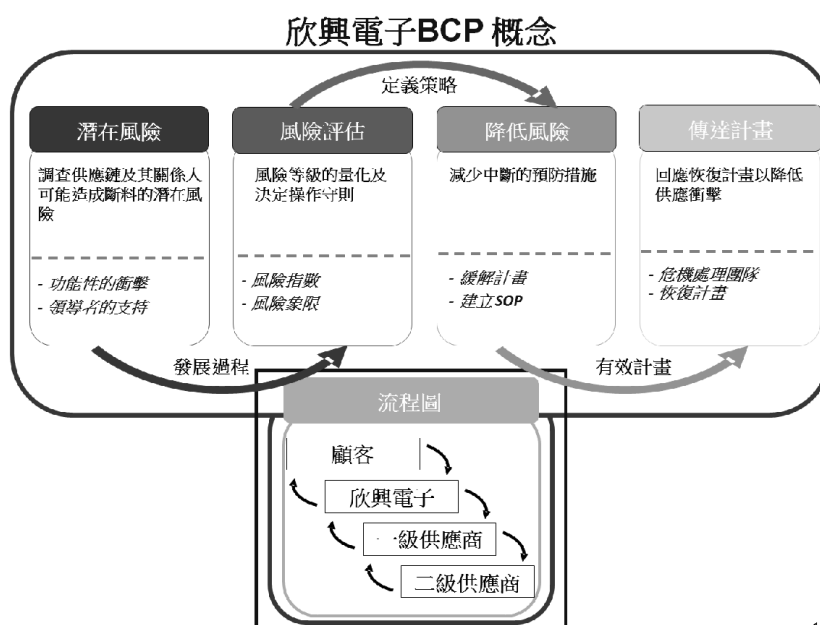 欣興電子BCP 概念
定義策略
潛在風險
調查供應鏈及其關係人
可能造成斷料的潛在風
險
- 功能性的衝擊
- 領導者的支持
風險評估
風險等級的量化及
決定操作守則
- 風險指數
- 風險象限
降低風險
減少中斷的預防措施
- 緩解計畫
- 建立SOP
傳達計畫
回應恢復計畫以降低
供應衝擊
- 危機處理團隊
- 恢復計畫
發展過程
有效計畫
流程圖
顧客
欣興電子
一級供應商
二級供應商